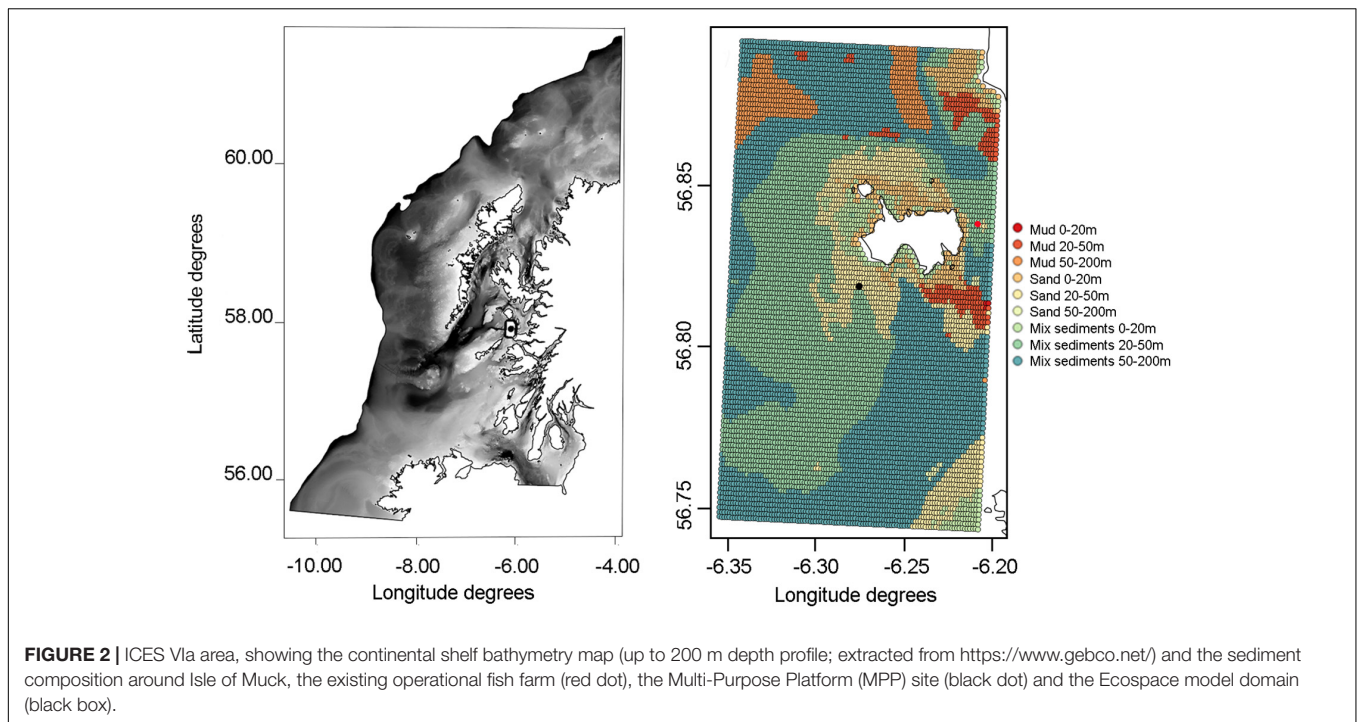 60.00
58.00
56.00
Latitude degrees
-10.00 -8.00 -6.00 -4.00
Longitude degrees
56.85
56.80
56.75
-6.35 -6.30 -6.25 -6.20
Longitude degrees
Mud 0-20m
Mud 20-50m
Mud 50-200m
Sand 0-20m
Sand 20-50m
Sand 50-200m
Mix sediments 0-20m
Mix sediments 20-50m
Mix sediments 50-200m
FIGURE 2 | ICES VIa area, showing the continental shelf bathymetry map (up to 200 m depth profile; extracted from https://www.gebco.net/) and the sediment
composition around Isle of Muck, the existing operational fish farm (red dot), the Multi-Purpose Platform (MPP) site (black dot) and the Ecospace model domain
(black box).